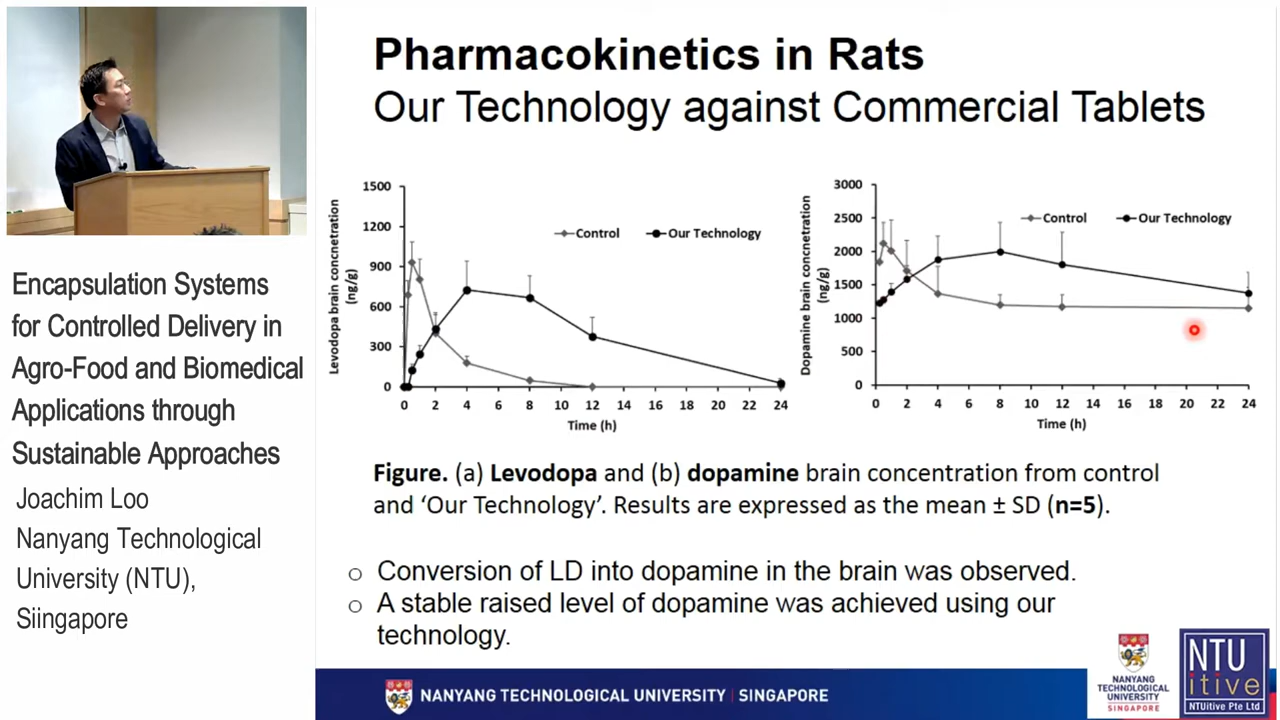 Pharmacokinetics in Rats
Our Technology against Commercial Tablets
Encapsulation Systems
for Controlled Delivery in
Agro-Food and Biomedical
Applications through
Sustainable Approaches
Joachim Loo
Nanyang Technological
University (NTU),
Siingapore
Levodopa brain concnetration
(ng/g)
1500
1200
900
600
300
0
Control
Our Technology
0 2 4 6 8 10 12 14 16 18 20 22 24
Time (h)
Dopamine brain concnetration
(ng/g)
3000
2500
2000
1500
1000
500
0
Control
Our Technology
0 2 4 6 8 10 12 14 16 18 20 22 24
Time (h)
Figure. (a) Levodopa and (b) dopamine brain concentration from control
and ‘Our Technology’. Results are expressed as the mean ± SD (n=5).
Conversion of LD into dopamine in the brain was observed.
A stable raised level of dopamine was achieved using our
technology.
NANYANG TECHNOLOGICAL UNIVERSITY | SINGAPORE
NANYANG
TECHNOLOGICAL
UNIVERSITY
SINGAPORE
NTU
itive
NTUitive Pte Ltd